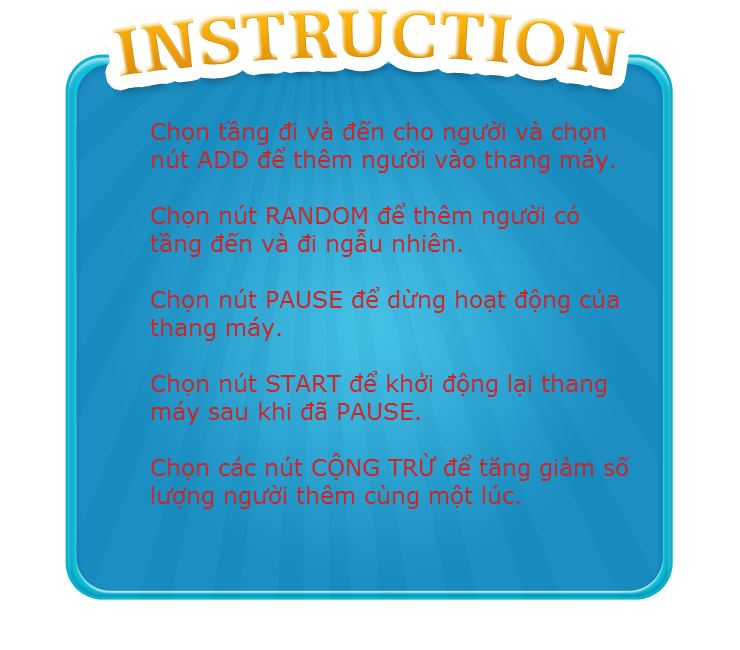 INSTRUCTION
Chọn tầng đi và đến cho người và chọn
nút ADD để thêm người vào thang máy.
Chọn nút RANDOM để thêm người có
tầng đến và đi ngẫu nhiên.
Chọn nút PAUSE để dừng hoạt động của
thang máy.
Chọn nút START để khởi động lại thang
máy sau khi đã PAUSE.
Chọn các nút CỘNG TRỪ để tăng giảm số
lượng người thêm cùng một lúc.